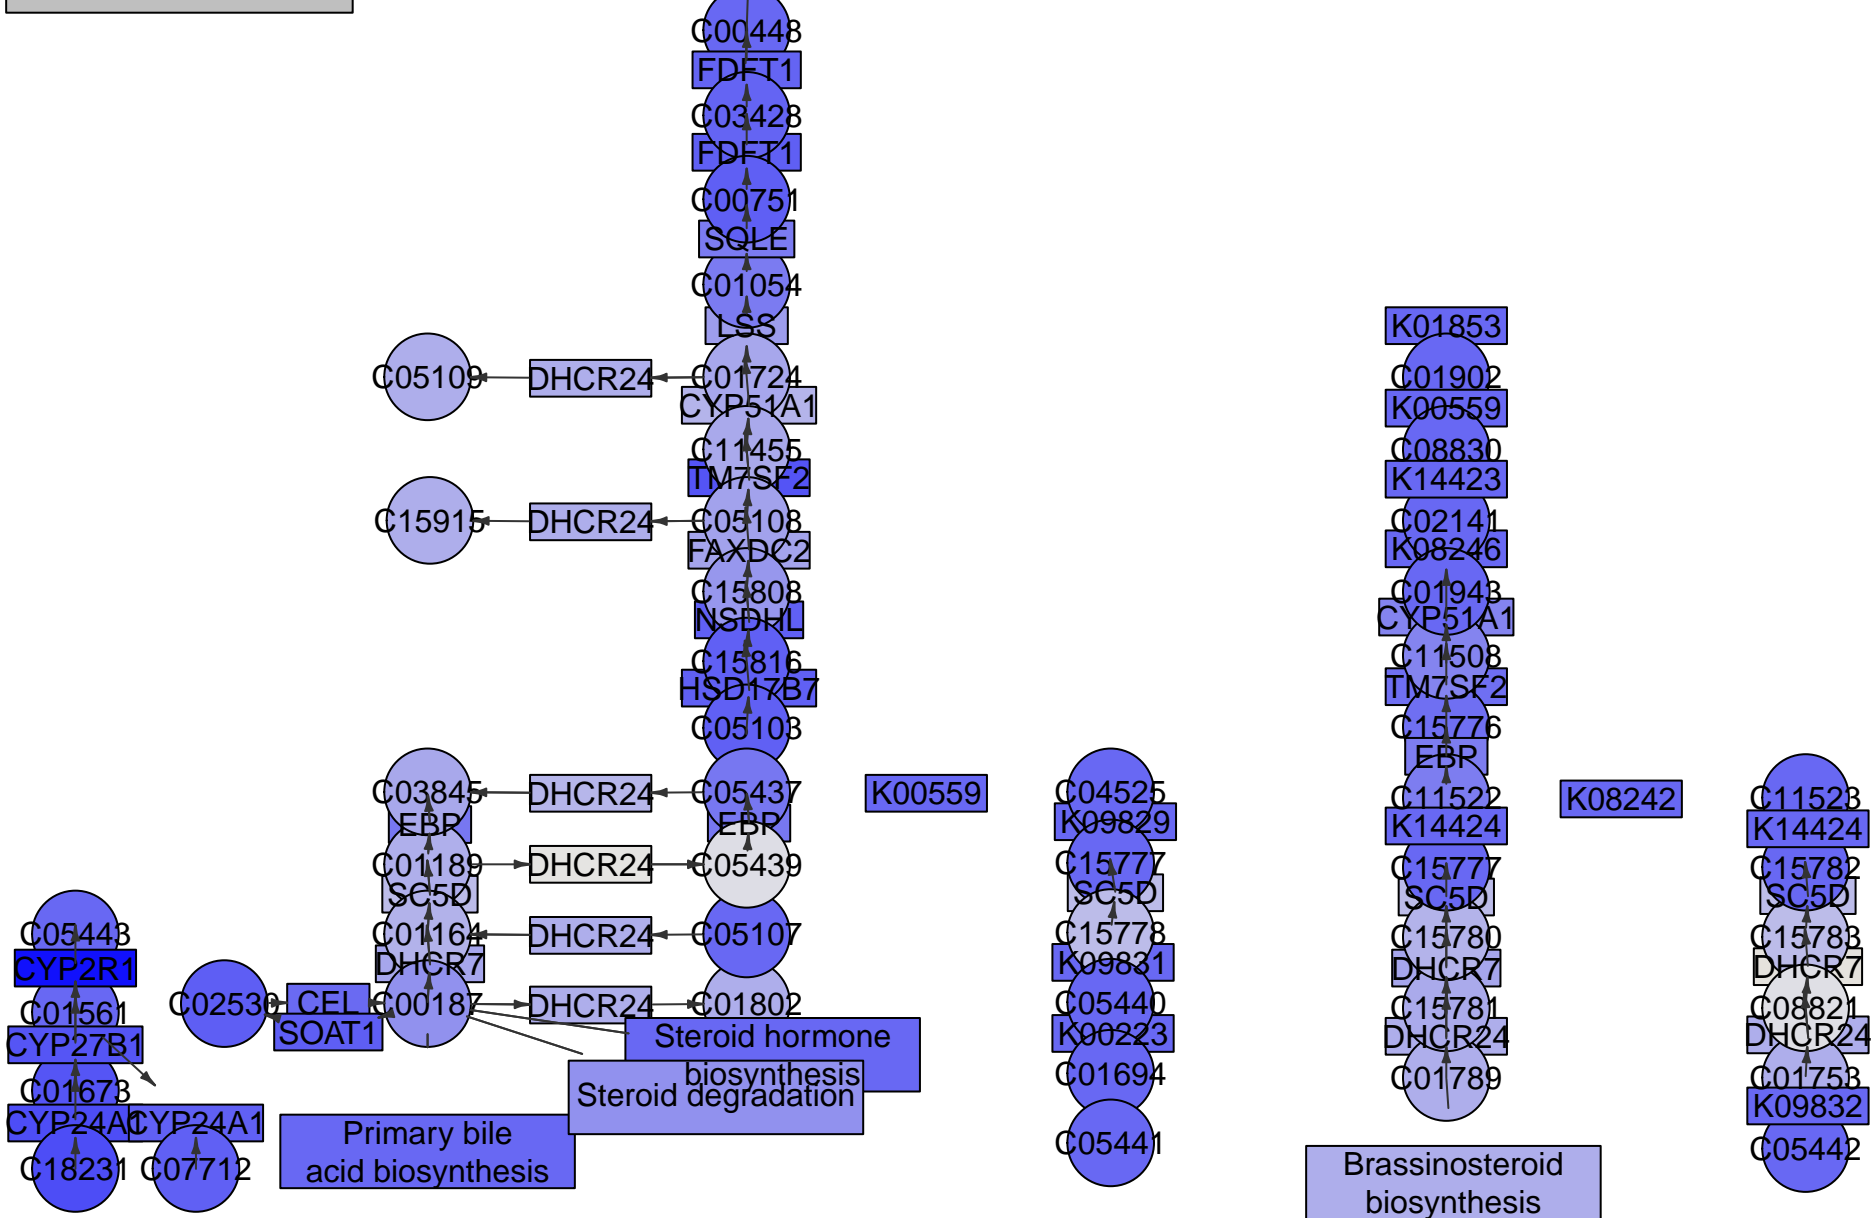 C00448
FDFT1
C03428
FDFT1
C00751
SQLE
C01054
LSS
C05109
DHCR24
C01724
CYP51A1
C11455
TM7SF2
C15915
DHCR24
C05108
FAXDC2
C15808
NSDHL
C15816
HSD17B7
C05103
C03845
DHCR24
C05437
EBP
EBP
C01189
DHCR24
C05439
SC5D
C01164
DHCR24
C05107
DHCR7
C02530
CEL
SOAT1
C00187
DHCR24
C01802
C05443
CYP2R1
C01561
CYP27B1
C01673
CYP24A1
CYP24A1
C18231
C07712
Steroid hormone
biosynthesis
Steroid degradation
Primary bile
acid biosynthesis
K00559
C04525
K09829
C15777
SC5D
C15778
K09831
C05440
K00223
C01694
C05441
K01853
C01902
K00559
C08830
K14423
C02141
K08246
C01943
CYP51A1
C11508
TM7SF2
C15776
EBP
C11522
K14424
C15777
SC5D
C15780
DHCR7
C15781
DHCR24
C01789
Brassinosteroid
biosynthesis
K08242
C11523
K14424
C15782
SC5D
C15783
DHCR7
C08821
DHCR24
C01753
K09832
C05442